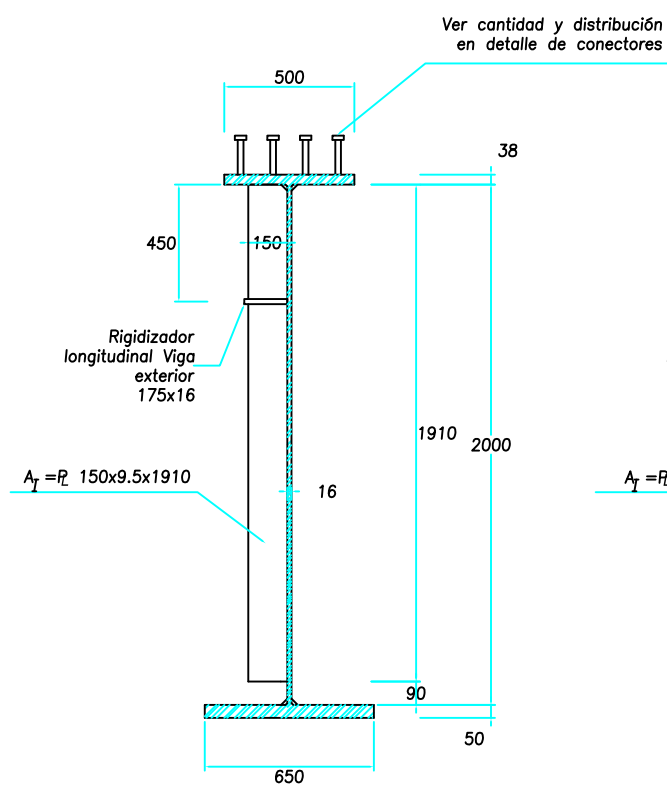 Ver cantidad y distribución
en detalle de conectores
500
38
450
150
Rigidizador
longitudinal Viga
exterior
175x16
1910
2000
A_I =PL 150x9.5x1910
16
A_I =P
90
50
650